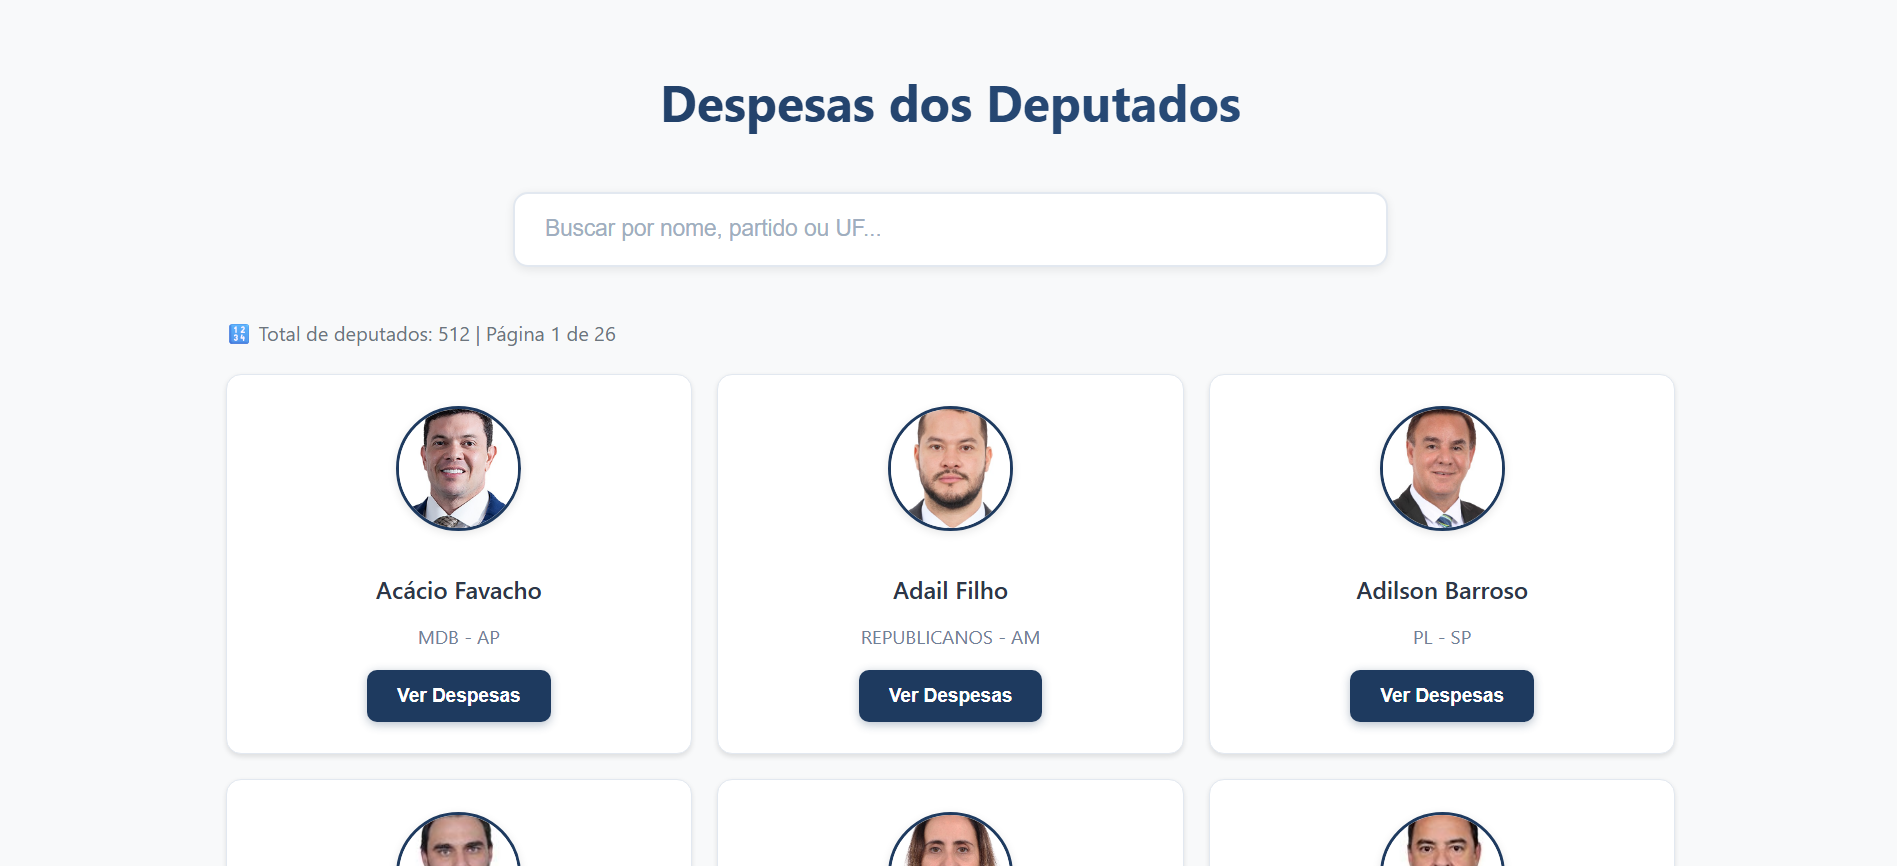 Despesas dos Deputados
Buscar por nome, partido ou UF...
🔢 Total de deputados: 512 | Página 1 de 26
Acácio Favacho
MDB - AP
Ver Despesas
Adail Filho
REPUBLICANOS - AM
Ver Despesas
Adilson Barroso
PL - SP
Ver Despesas